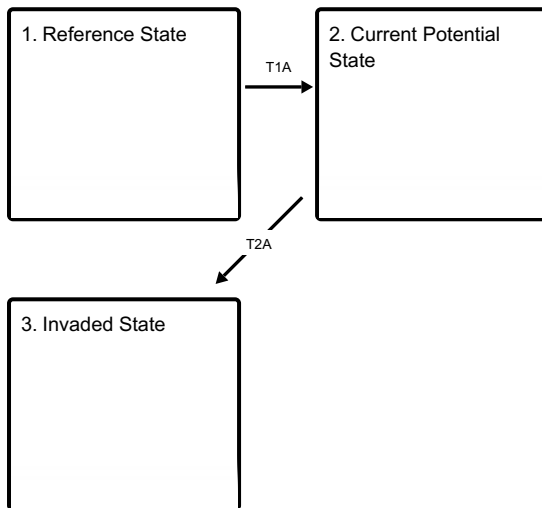 1. Reference State
2. Current Potential
State
T1A
T2A
3. Invaded State